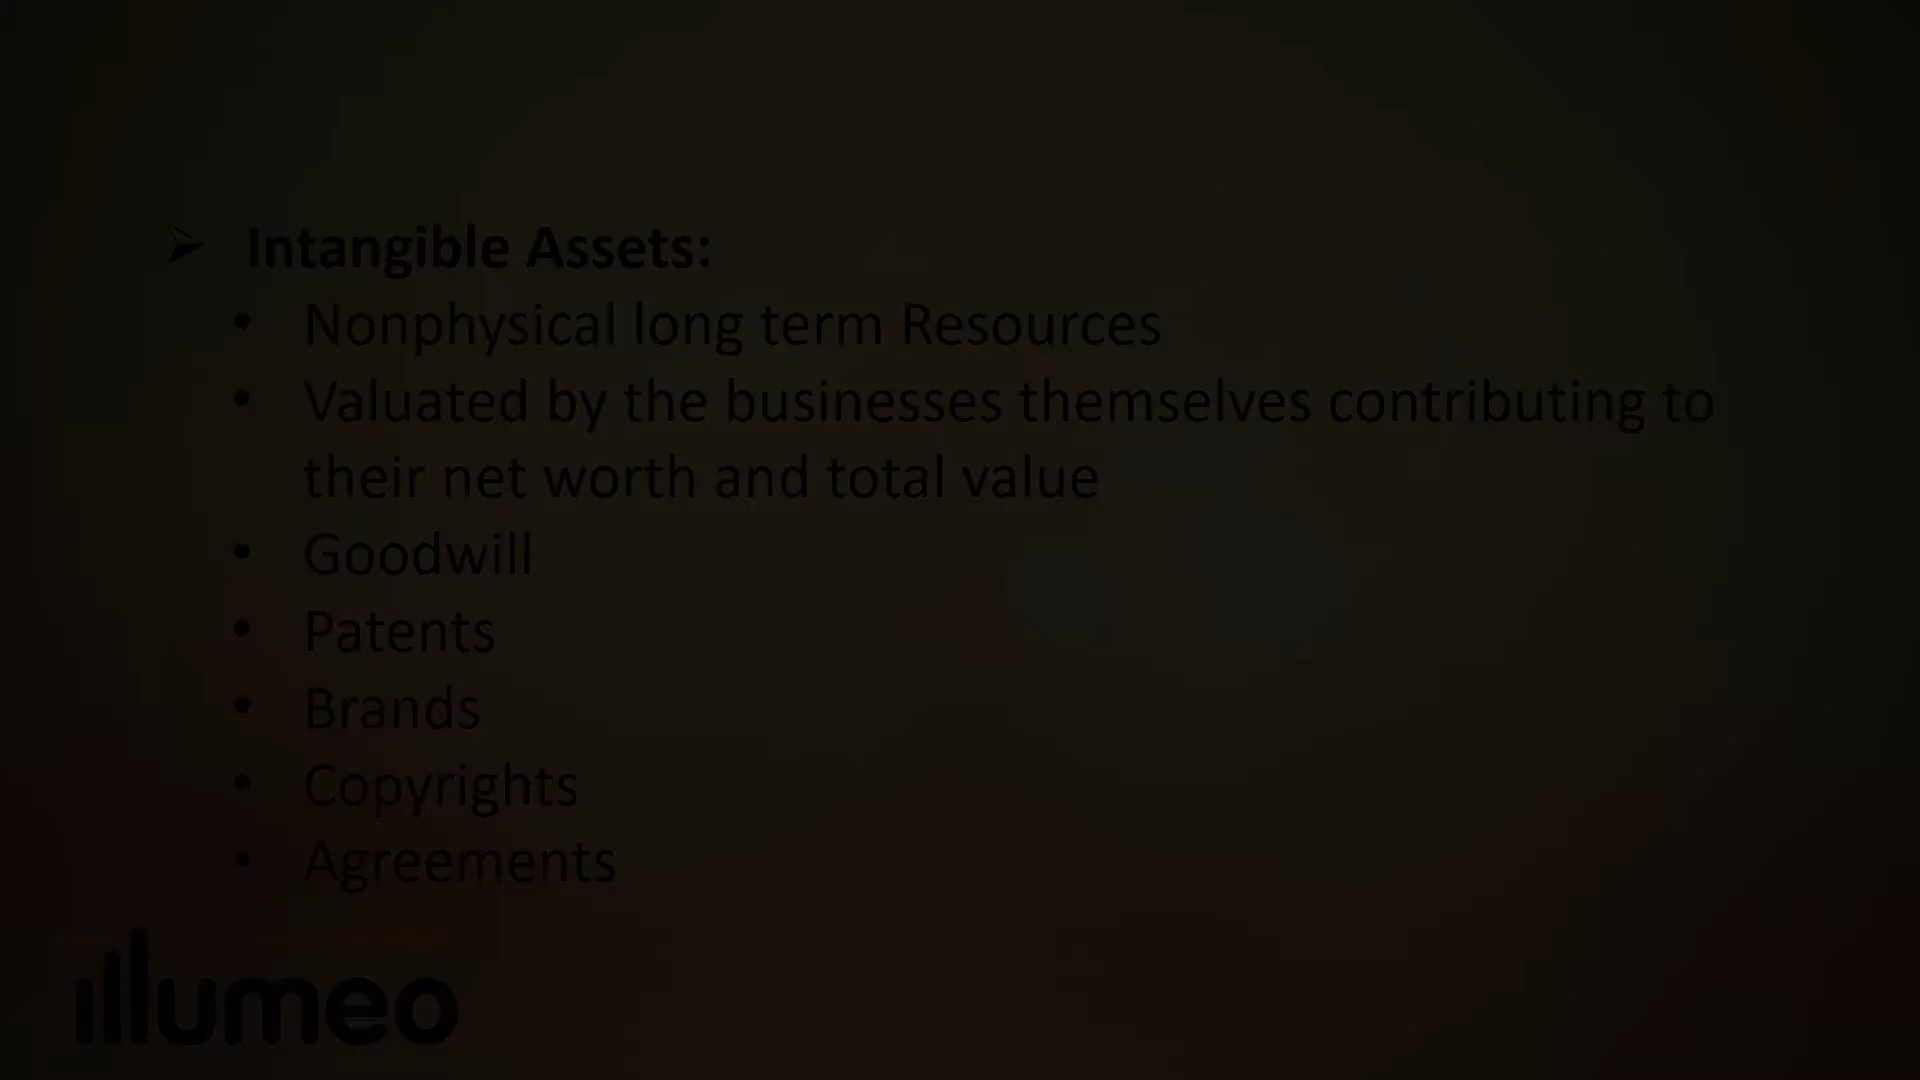 ➢ Intangible Assets:
• Nonphysical long term Resources
• Valuated by the businesses themselves contributing to
their net worth and total value
• Goodwill
• Patents
• Brands
• Copyrights
• Agreements
illumeo